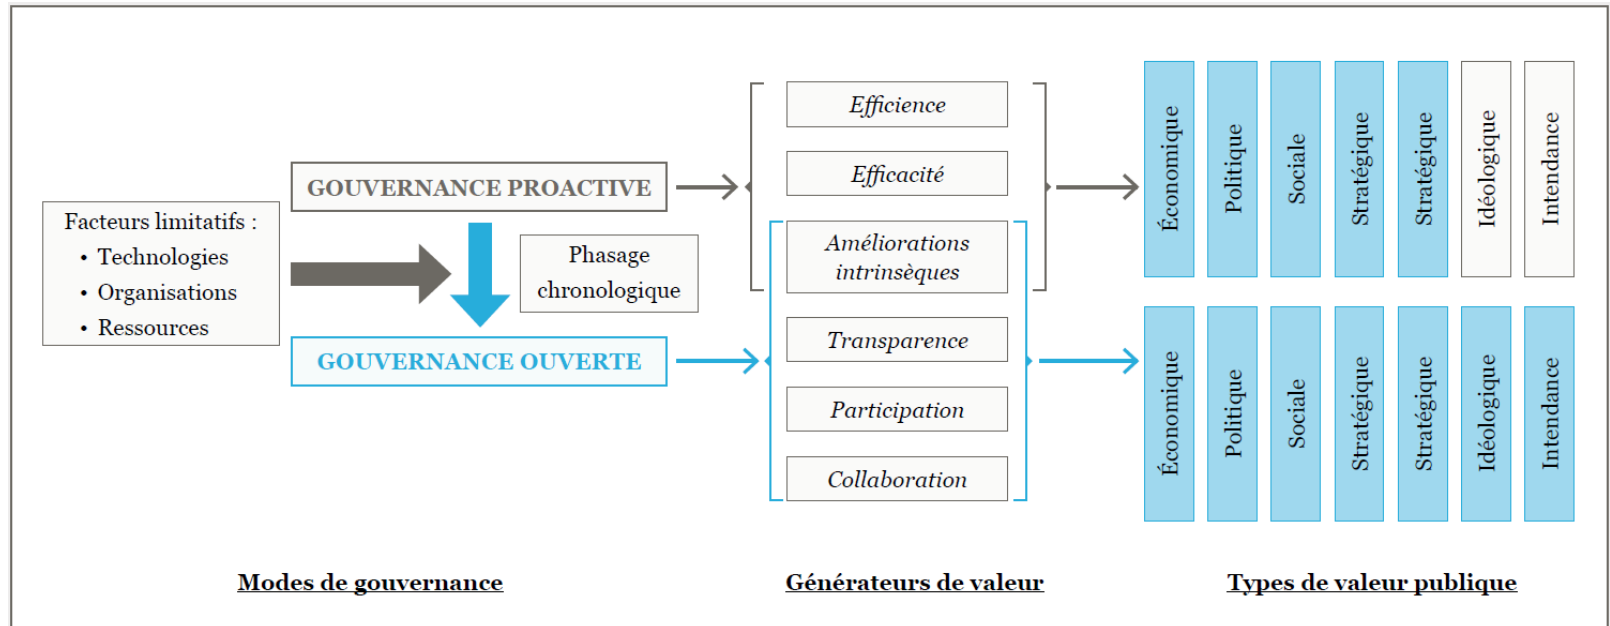 Facteurs limitatifs :
• Technologies
• Organisations
• Ressources
GOUVERNANCE PROACTIVE
Phasage
chronologique
GOUVERNANCE OUVERTE
Efficience
Efficacité
Améliorations
intrinsèques
Transparence
Participation
Collaboration
Économique
Politique
Sociale
Stratégique
Stratégique
Idéologique
Intendance
Économique
Politique
Sociale
Stratégique
Stratégique
Idéologique
Intendance
Modes de gouvernance
Générateurs de valeur
Types de valeur publique